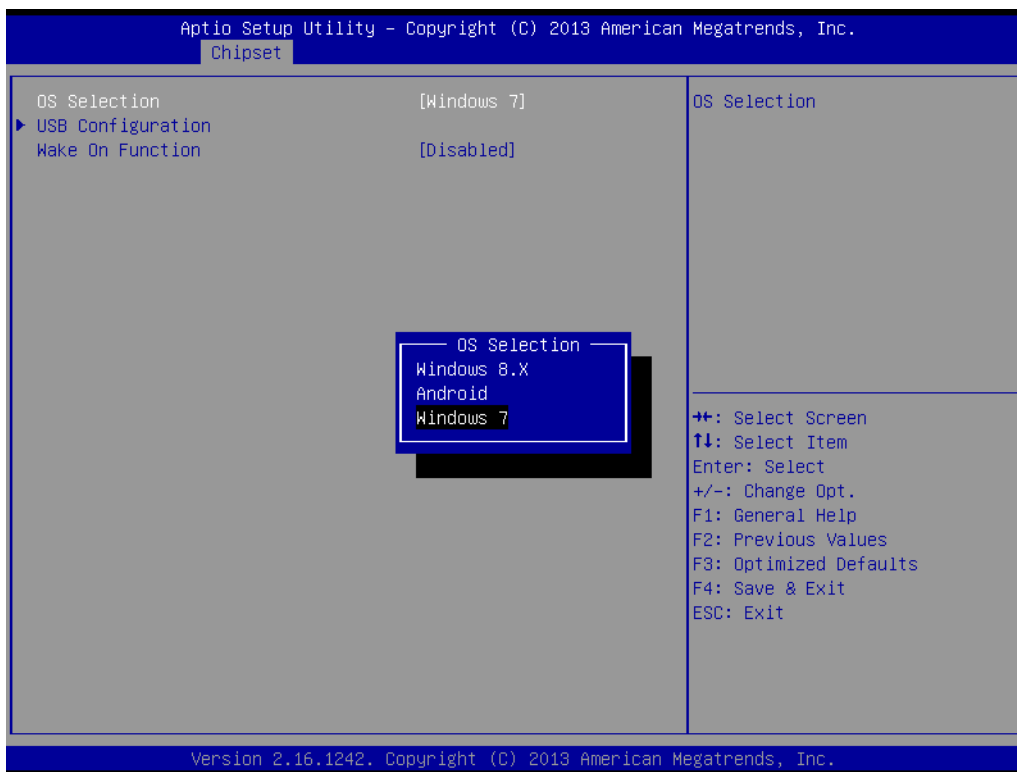 Aptio Setup Utility – Copyright (C) 2013 American Megatrends, Inc.
Chipset
OS Selection [Windows 7]
USB Configuration
Wake On Function [Disabled]
OS Selection
OS Selection
Windows 8.X
Android
Windows 7
→←: Select Screen
↑↓: Select Item
Enter: Select
+/-: Change Opt.
F1: General Help
F2: Previous Values
F3: Optimized Defaults
F4: Save & Exit
ESC: Exit
Version 2.16.1242. Copyright (C) 2013 American Megatrends, Inc.